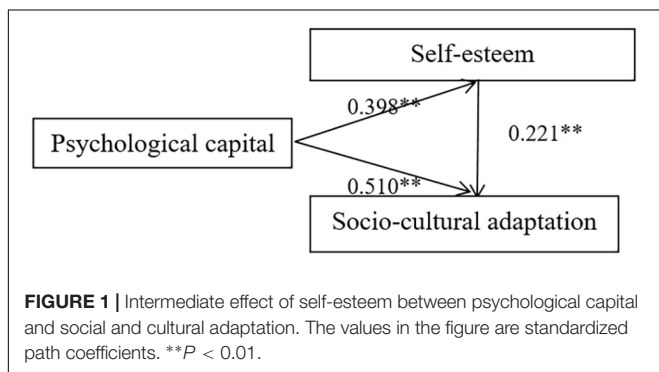 Self-esteem
0.398**
Psychological capital
0.221**
0.510**
Socio-cultural adaptation
FIGURE 1 | Intermediate effect of self-esteem between psychological capital
and social and cultural adaptation. The values in the figure are standardized
path coefficients. **P < 0.01.